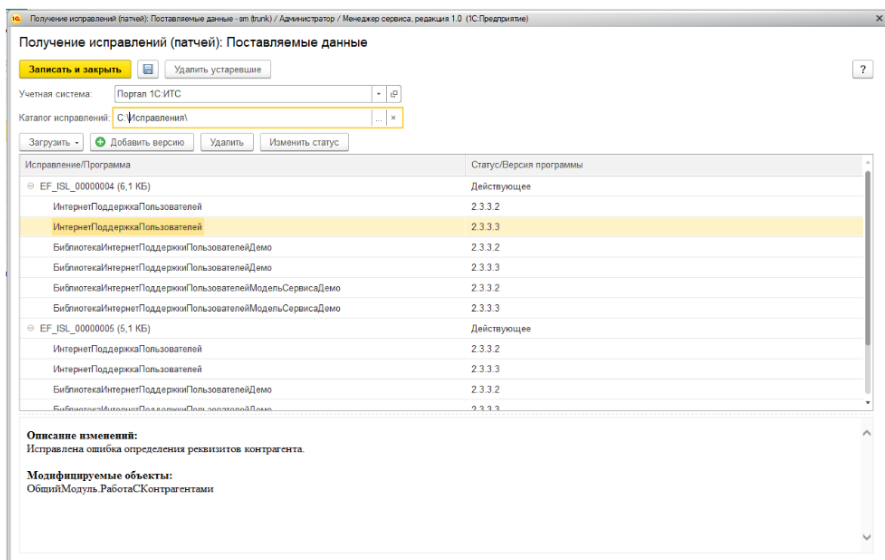 Получение исправлений (патчей): Поставляемые данные - sm (trunk) / Администратор / Менеджер сервиса, редакция 1.0 (1С:Предприятие)
Получение исправлений (патчей): Поставляемые данные
Записать и закрыть Удалить устаревшие ?
Учетная система: Портал 1С:ИТС
Каталог исправлений: C:\Исправления\ ... ×
Загрузить Добавить версию Удалить Изменить статус
Исправление/Программа Статус/Версия программы
EF_ISL_00000004 (6,1 КБ) Действующее
ИнтернетПоддержкаПользователей 2.3.3.2
ИнтернетПоддержкаПользователей 2.3.3.3
БиблиотекаИнтернетПоддержкиПользователейДемо 2.3.3.2
БиблиотекаИнтернетПоддержкиПользователейДемо 2.3.3.3
БиблиотекаИнтернетПоддержкиПользователейМодельСервисаДемо 2.3.3.2
БиблиотекаИнтернетПоддержкиПользователейМодельСервисаДемо 2.3.3.3
EF_ISL_00000005 (5,1 КБ) Действующее
ИнтернетПоддержкаПользователей 2.3.3.2
ИнтернетПоддержкаПользователей 2.3.3.3
БиблиотекаИнтернетПоддержкиПользователейДемо 2.3.3.2
БиблиотекаИнтернетПоддержкиПользователейДемо 2.3.3.3
Описание изменений:
Исправлена ошибка определения реквизитов контрагента.
Модифицируемые объекты:
ОбщийМодуль.РаботаСКонтрагентами